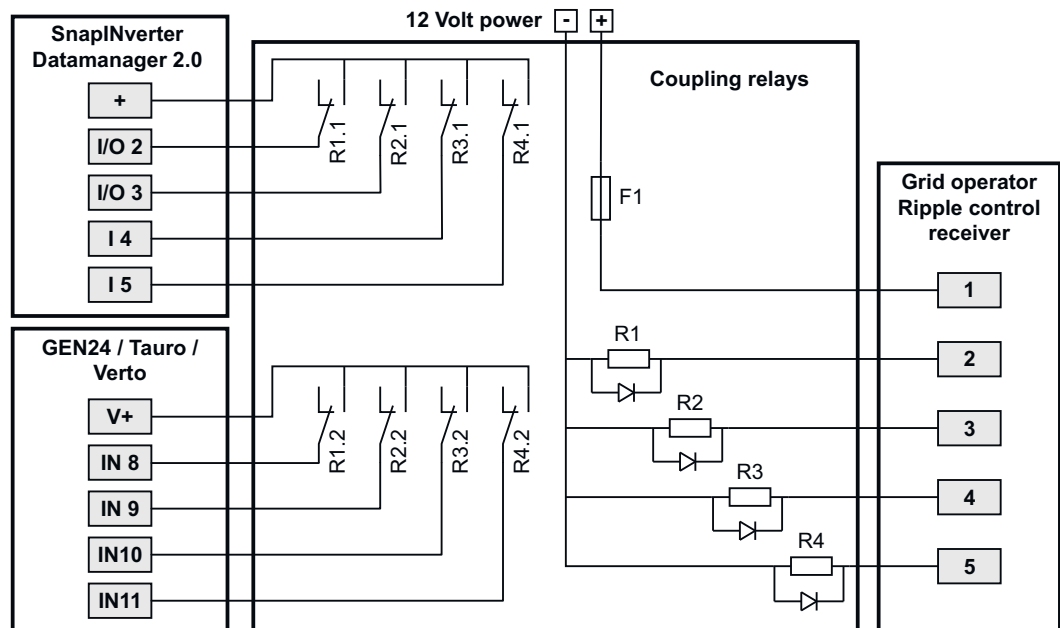 12 Volt power - +
SnapINverter
Datamanager 2.0
+
I/O 2
I/O 3
I 4
I 5
R1.1
R2.1
R3.1
R4.1
Coupling relays
F1
Grid operator
Ripple control
receiver
1
2
3
4
5
R1
R2
R3
R4
GEN24 / Tauro /
Verto
V+
IN 8
IN 9
IN10
IN11
R1.2
R2.2
R3.2
R4.2